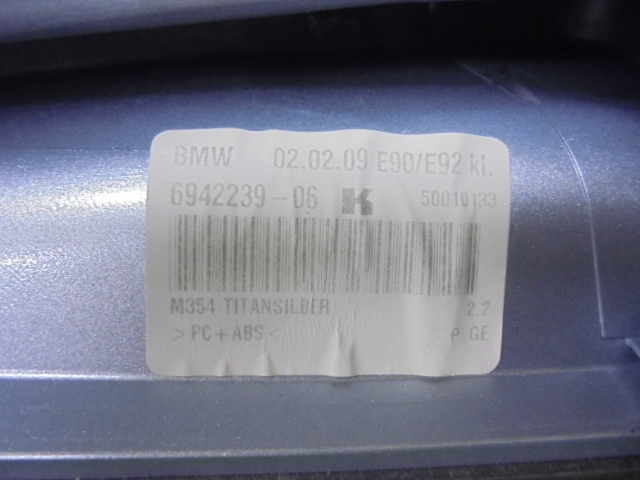 BMW 02.02.09 E90/E92 kl.
6942239-06 K 50010133
M354 TITANSILBER 2.2
>PC+ABS< P GE